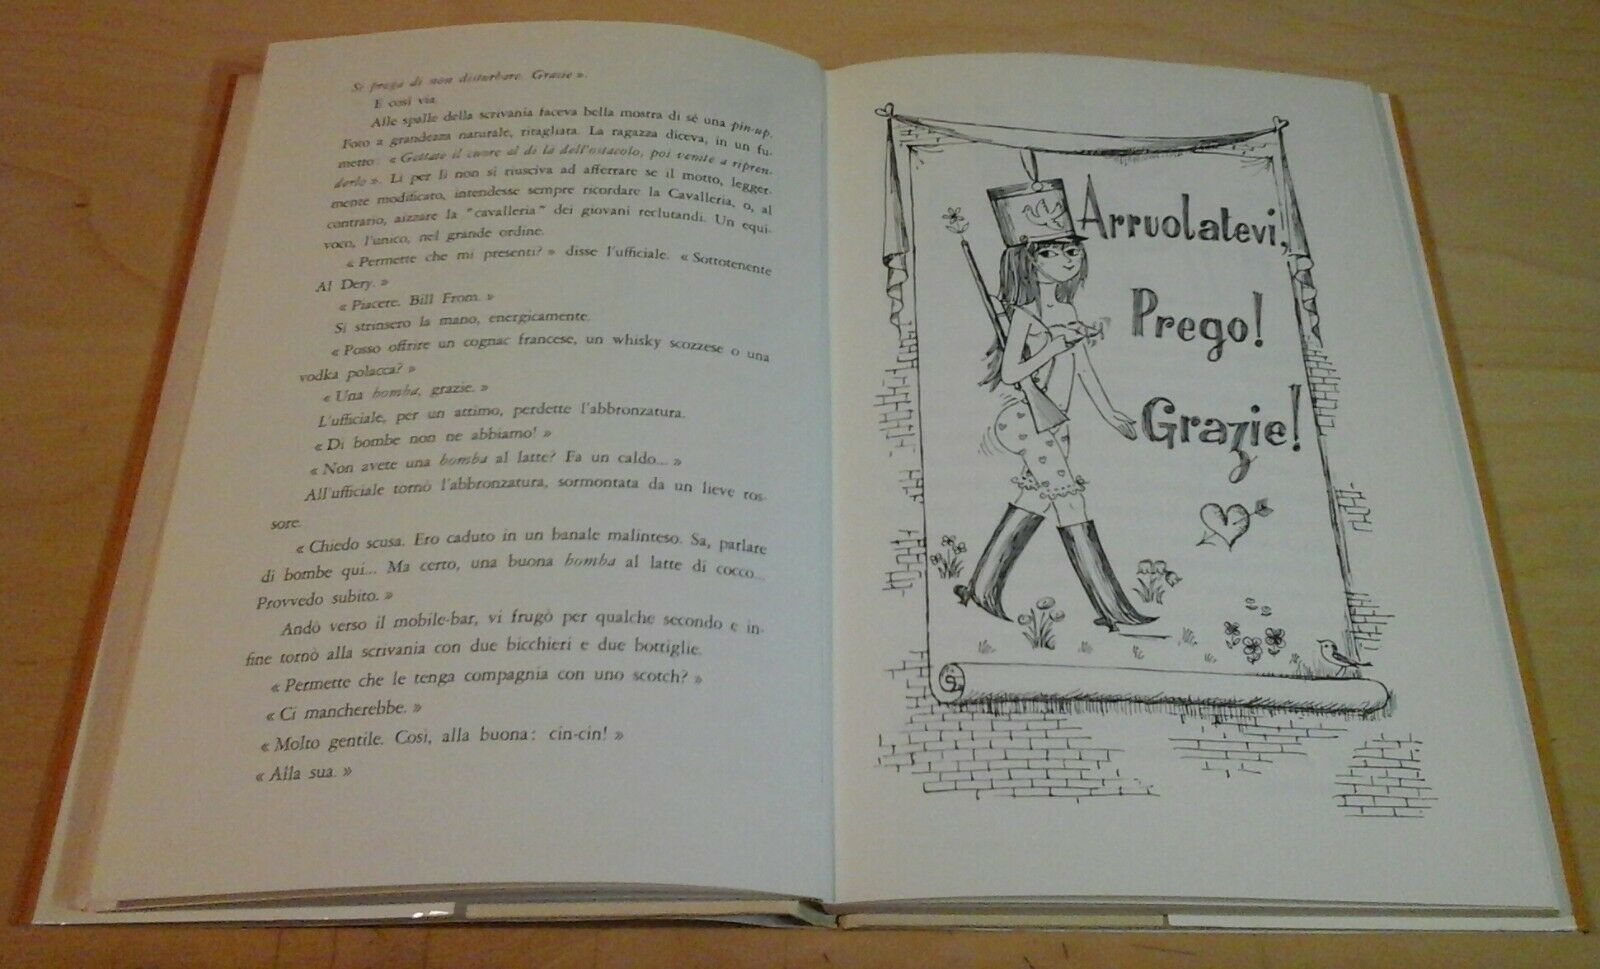 Si prega di non disturbare. Grazie ».
E così via.
Alle spalle della scrivania faceva bella mostra di sé una pin-up.
Foto a grandezza naturale, ritagliata. La ragazza diceva, in un fu-
metto: « Gettate il cuore al di là dell'ostacolo, poi venite a ripren-
derlo ». Lì per lì non si riusciva ad afferrare se il motto, legger-
mente modificato, intendesse sempre ricordare la Cavalleria, o, al
contrario, aizzare la "cavalleria" dei giovani reclutandi. Un equi-
voco, l'unico, nel grande ordine.
« Permette che mi presenti? » disse l'ufficiale. « Sottotenente
Al Dery. »
« Piacere. Bill From. »
Si strinsero la mano, energicamente.
« Posso offrire un cognac francese, un whisky scozzese o una
vodka polacca? »
« Una bomba, grazie. »
L'ufficiale, per un attimo, perdette l'abbronzatura.
« Di bombe non ne abbiamo! »
« Non avete una bomba al latte? Fa un caldo... »
All'ufficiale tornò l'abbronzatura, sormontata da un lieve ros-
sore.
« Chiedo scusa. Ero caduto in un banale malinteso. Sa, parlare
di bombe qui... Ma certo, una buona bomba al latte di cocco...
Provvedo subito. »
Andò verso il mobile-bar, vi frugò per qualche secondo e in-
fine tornò alla scrivania con due bicchieri e due bottiglie.
« Permette che le tenga compagnia con uno scotch? »
« Ci mancherebbe. »
« Molto gentile. Così, alla buona: cin-cin! »
« Alla sua. »
Arruolatevi,
Prego!
Grazie!